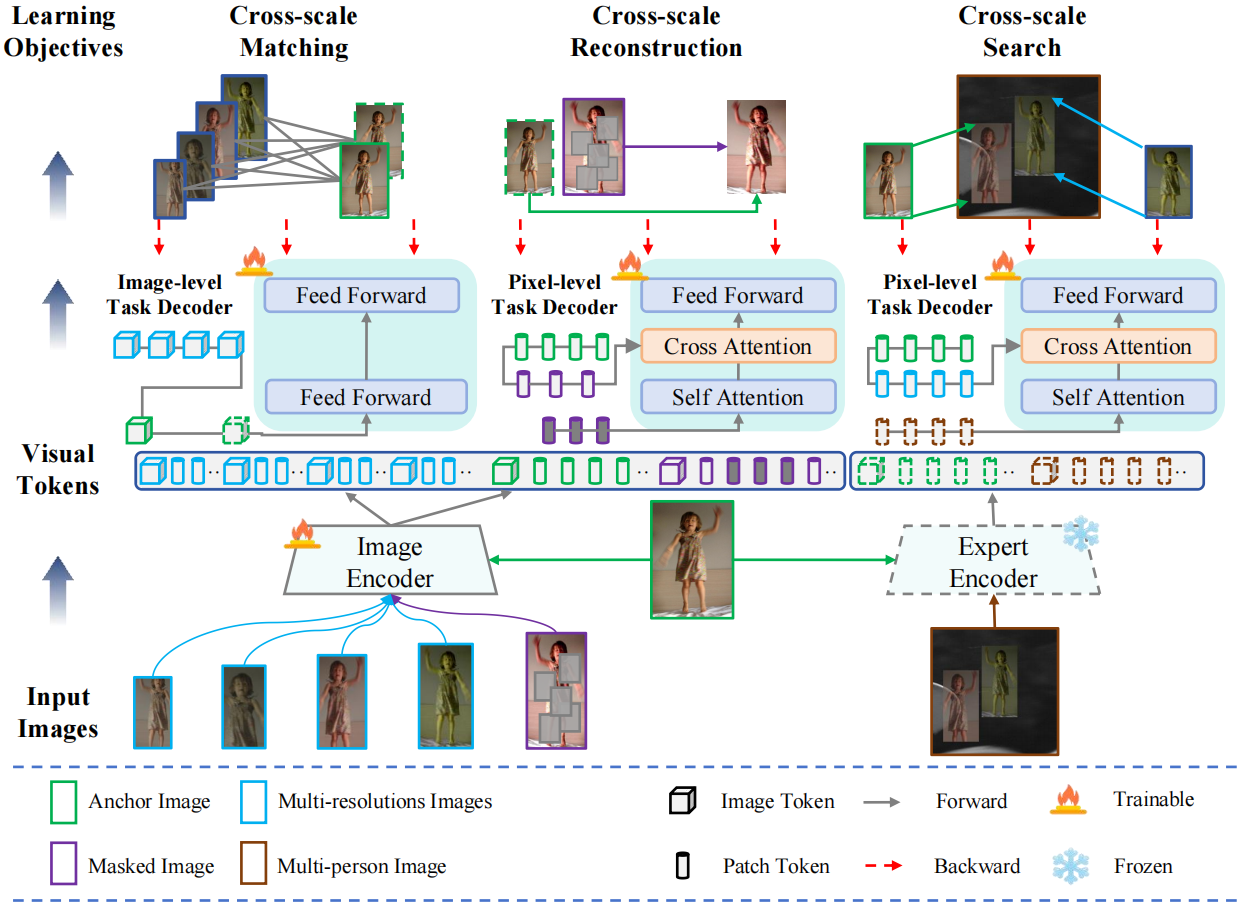 Learning
Objectives
Cross-scale
Matching
Cross-scale
Reconstruction
Cross-scale
Search
Image-level
Task Decoder
Feed Forward
Feed Forward
Pixel-level
Task Decoder
Feed Forward
Cross Attention
Self Attention
Pixel-level
Task Decoder
Feed Forward
Cross Attention
Self Attention
Visual
Tokens
Image
Encoder
Expert
Encoder
Input
Images
Anchor Image
Multi-resolutions Images
Image Token
Forward
Trainable
Masked Image
Multi-person Image
Patch Token
Backward
Frozen